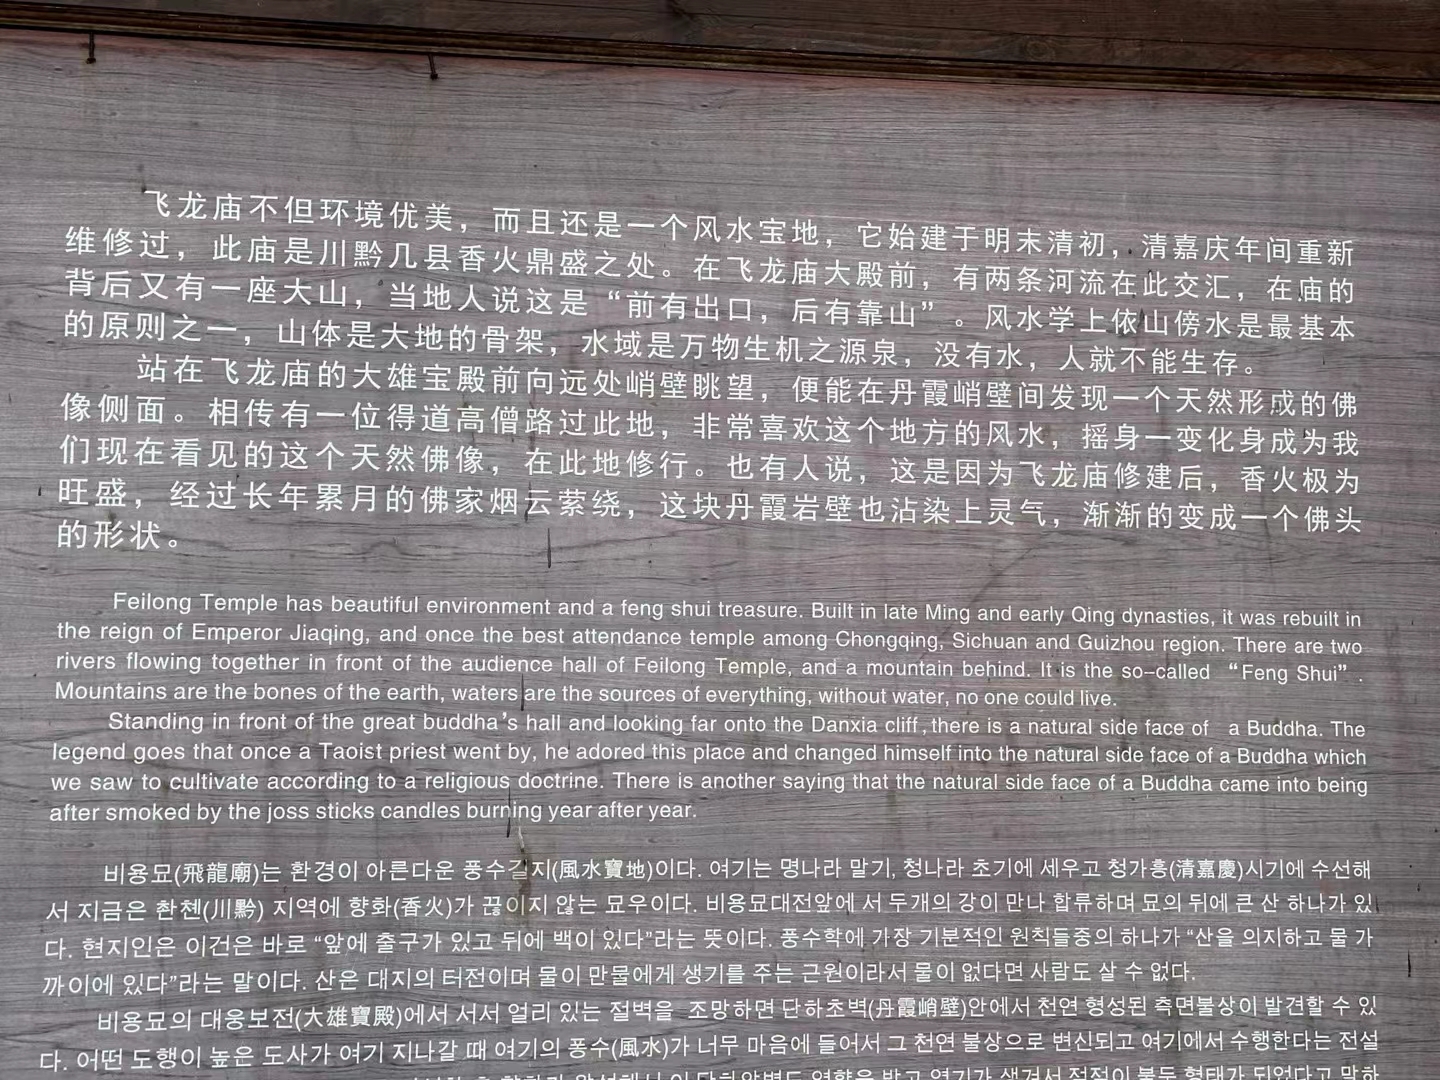 飞龙庙不但环境优美，而且还是一个风水宝地，它始建于明末清初，清嘉庆年间重新
维修过，此庙是川黔几县香火鼎盛之处。在飞龙庙大殿前，有两条河流在此交汇，在庙的
背后又有一座大山，当地人说这是“前有出口，后有靠山”。风水学上依山傍水是最基本
的原则之一，山体是大地的骨架，水域是万物生机之源泉，没有水，人就不能生存。
站在飞龙庙的大雄宝殿前向远处峭壁眺望，便能在丹霞峭壁间发现一个天然形成的佛
像侧面。相传有一位得道高僧路过此地，非常喜欢这个地方的风水，摇身一变化身成为我
们现在看见的这个天然佛像，在此地修行。也有人说，这是因为飞龙庙修建后，香火极为
旺盛，经过长年累月的佛家烟云萦绕，这块丹霞岩壁也沾染上灵气，渐渐的变成一个佛头
的形状。
Feilong Temple has beautiful environment and a feng shui treasure. Built in late Ming and early Qing dynasties, it was rebuilt in
the reign of Emperor Jiaqing, and once the best attendance temple among Chongqing, Sichuan and Guizhou region. There are two
rivers flowing together in front of the audience hall of Feilong Temple, and a mountain behind. It is the so-called “Feng Shui”.
Mountains are the bones of the earth, waters are the sources of everything, without water, no one could live.
Standing in front of the great buddha's hall and looking far onto the Danxia cliff, there is a natural side face of a Buddha. The
legend goes that once a Taoist priest went by, he adored this place and changed himself into the natural side face of a Buddha which
we saw to cultivate according to a religious doctrine. There is another saying that the natural side face of a Buddha came into being
after smoked by the joss sticks candles burning year after year.
비용묘(飛龍廟)는 환경이 아른다운 풍수길지(風水寶地)이다. 여기는 명나라 말기, 청나라 초기에 세우고 청가흥(清嘉慶)시기에 수선해
서 지금은 촨첸(川黔) 지역에 향화(香火)가 끊이지 않는 묘우이다. 비용묘대전앞에 서 두개의 강이 만나 합류하며 묘의 뒤에 큰 산 하나가 있
다. 현지인은 이건은 바로 “앞에 출구가 있고 뒤에 백이 있다”라는 뜻이다. 풍수학에 가장 기분적인 원칙들중의 하나가 “산을 의지하고 물 가
까이에 있다”라는 말이다. 산은 대지의 터전이며 물이 만물에게 생기를 주는 근원이라서 물이 없다면 사람도 살 수 없다.
비용묘의 대웅보전(大雄寶殿)에서 서서 얼리 있는 절벽을 조망하면 단하초벽(丹霞峭壁)안에서 천연 형성된 측면불상이 발견할 수 있
다. 어떤 도행이 높은 도사가 여기 지나갈 때 여기의 풍수(風水)가 너무 마음에 들어서 그 천연 불상으로 변신되고 여기에서 수행한다는 전설